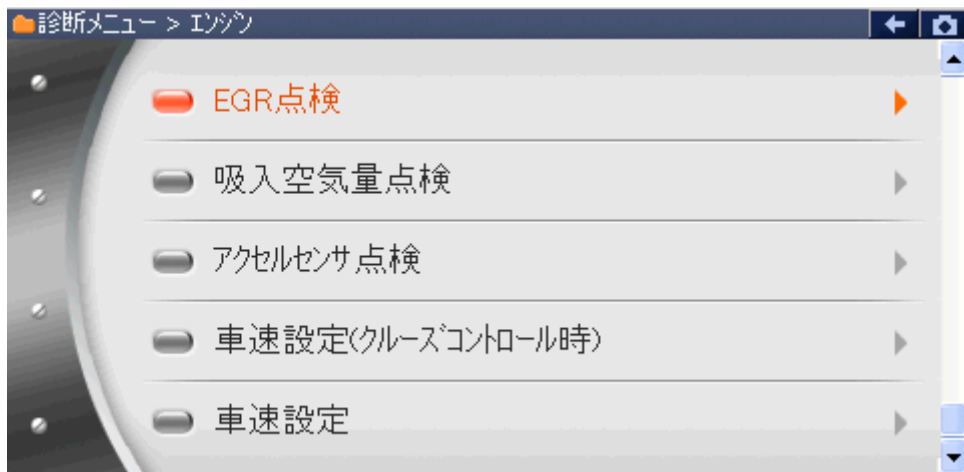 診断メニュー > エンジン
EGR点検
吸入空気量点検
アクセルセンサ点検
車速設定(クルーズコントロール時)
車速設定